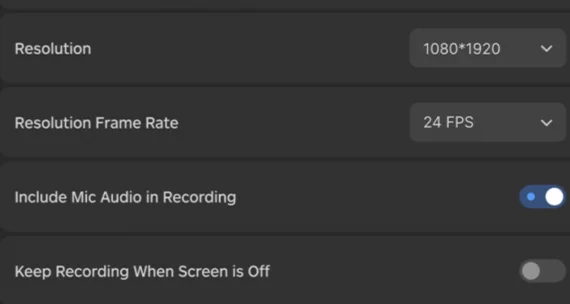 Resolution
1080*1920
Resolution Frame Rate
24 FPS
Include Mic Audio in Recording
Keep Recording When Screen is Off